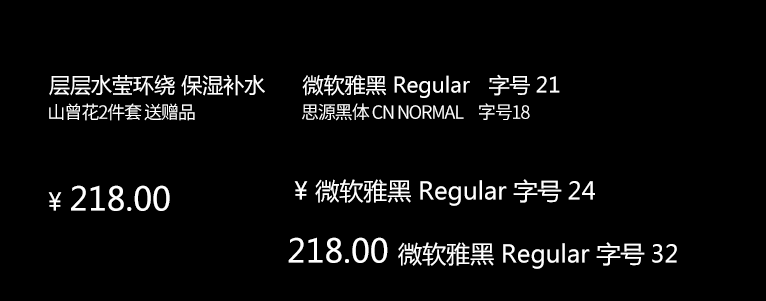 层层水莹环绕 保湿补水 微软雅黑 Regular 字号 21
山曾花2件套 送赠品 思源黑体 CN NORMAL 字号18
¥ 218.00 ¥ 微软雅黑 Regular 字号 24
218.00 微软雅黑 Regular 字号 32